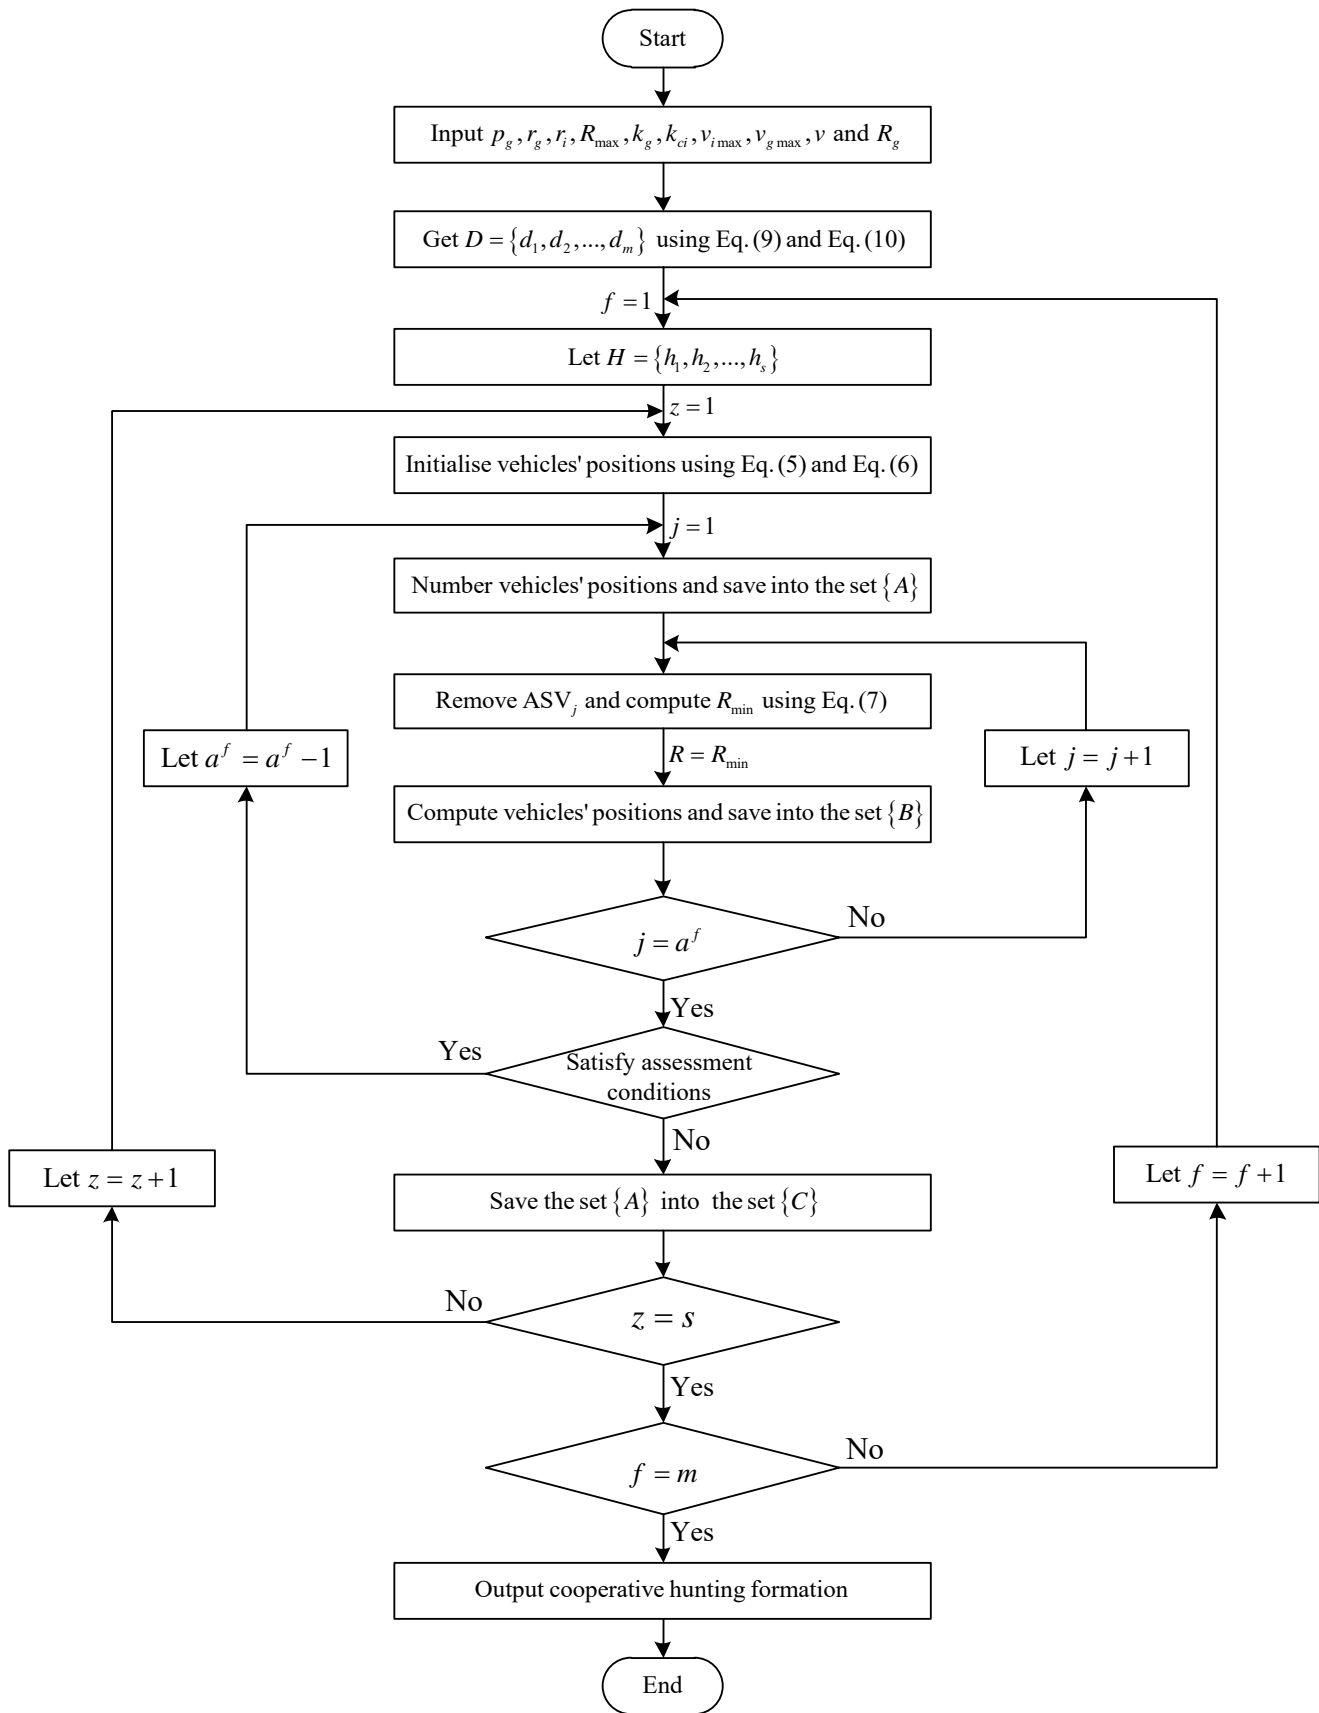 Start
Input p_g, r_g, r_i, R_max, k_g, k_ci, v_i max, v_g max, v and R_g
Get D = {d_1, d_2, ..., d_m} using Eq. (9) and Eq. (10)
f = 1
Let H = {h_1, h_2, ..., h_s}
z = 1
Initialise vehicles' positions using Eq. (5) and Eq. (6)
j = 1
Number vehicles' positions and save into the set {A}
Remove ASV_j and compute R_min using Eq. (7)
Let a^f = a^f − 1
R = R_min
Let j = j + 1
Compute vehicles' positions and save into the set {B}
No
j = a^f
Yes
Yes
Satisfy assessment
conditions
No
Let z = z + 1
Let f = f + 1
Save the set {A} into the set {C}
No
z = s
Yes
No
f = m
Yes
Output cooperative hunting formation
End